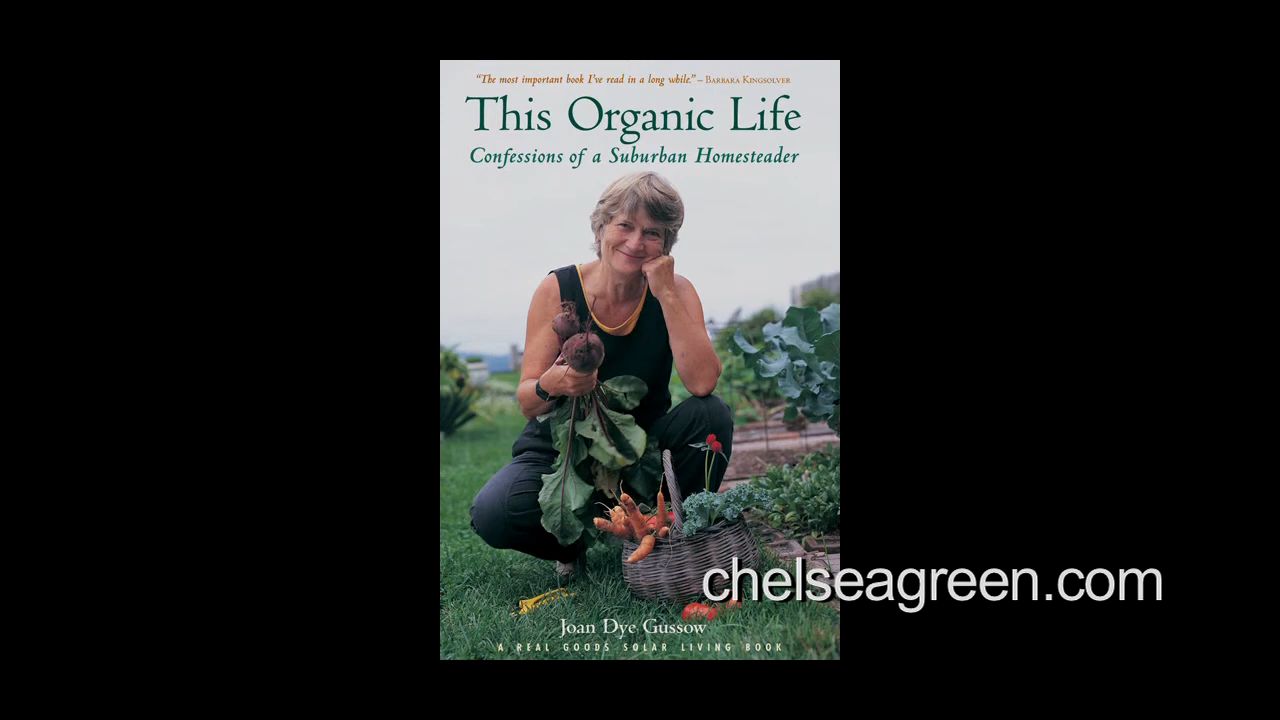 “The most important book I’ve read in a long while.” – Barbara Kingsolver
This Organic Life
Confessions of a Suburban Homesteader
chelseagreen.com
Joan Dye Gussow
A REAL GOODS SOLAR LIVING BOOK